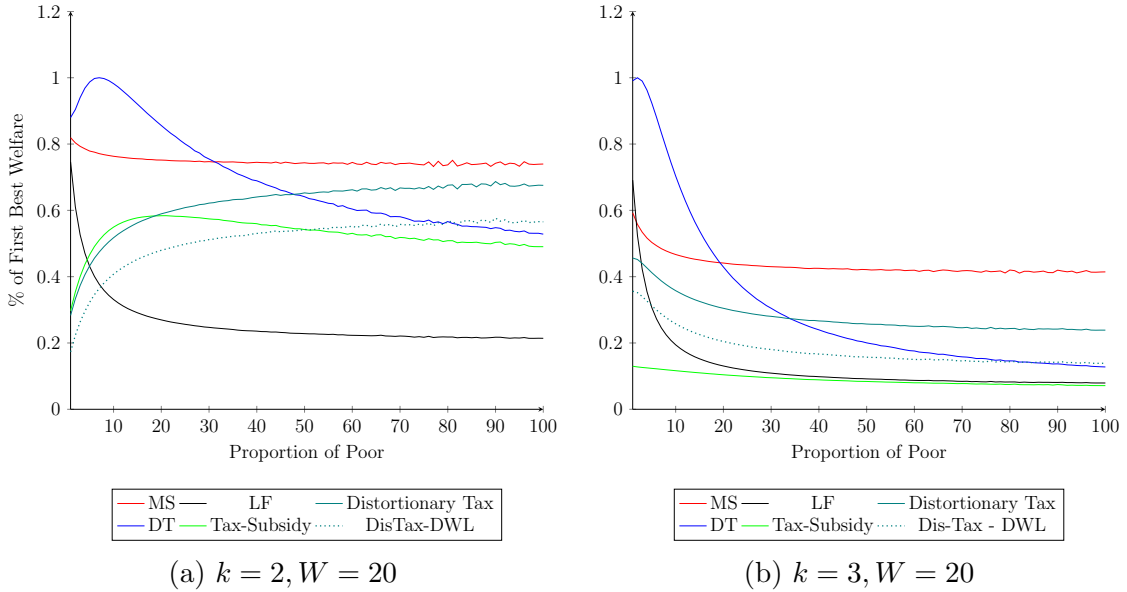 1.2
1
0.8
0.6
0.4
0.2
0
% of First Best Welfare
10 20 30 40 50 60 70 80 90 100
Proportion of Poor
MS LF Distortionary Tax
DT Tax-Subsidy DisTax-DWL
(a) k = 2, W = 20
1.2
1
0.8
0.6
0.4
0.2
0
10 20 30 40 50 60 70 80 90 100
Proportion of Poor
MS LF Distortionary Tax
DT Tax-Subsidy Dis-Tax - DWL
(b) k = 3, W = 20